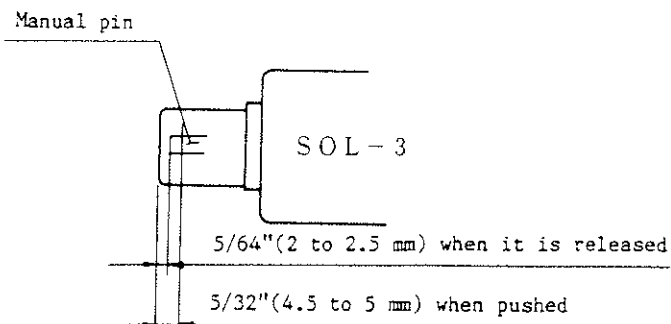 Manual pin
SOL-3
5/64"(2 to 2.5 mm) when it is released
5/32"(4.5 to 5 mm) when pushed